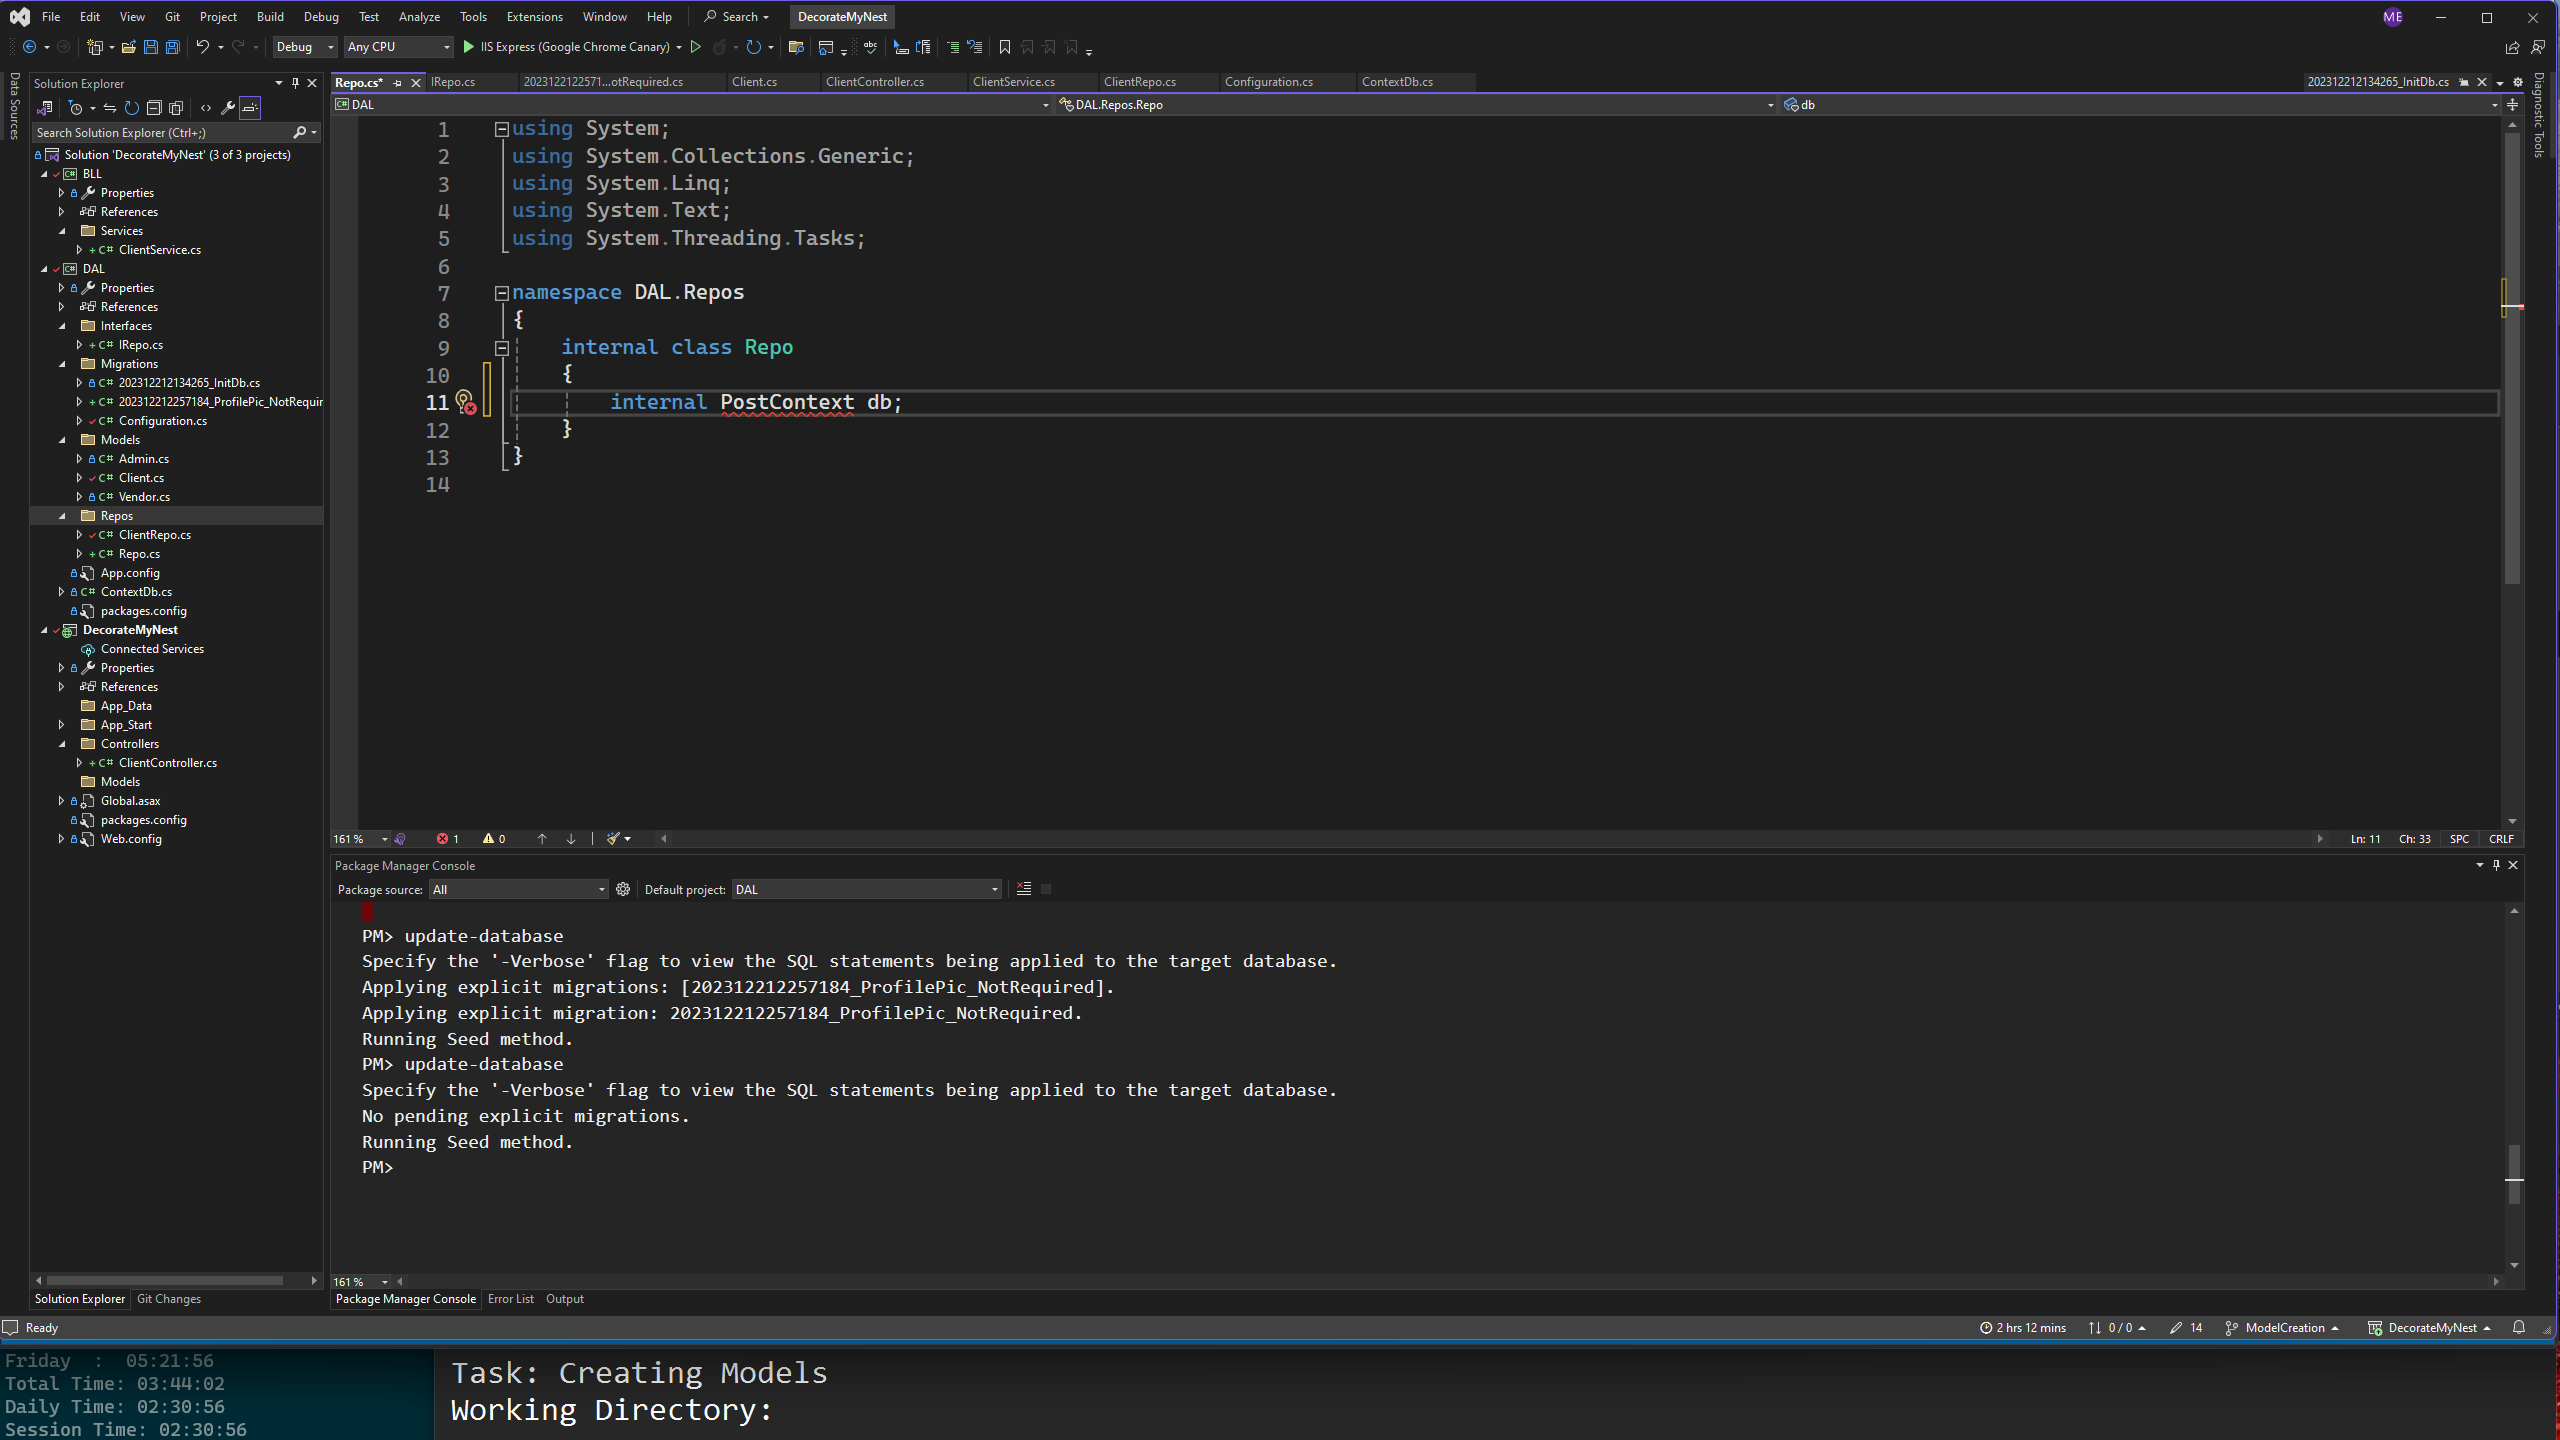 File Edit View Git Project Build Debug Test Analyze Tools Extensions Window Help Search DecorateMyNest ME
Debug Any CPU IIS Express (Google Chrome Canary)
Data Sources
Solution Explorer
Search Solution Explorer (Ctrl+;)
Solution 'DecorateMyNest' (3 of 3 projects)
BLL
Properties
References
Services
C# ClientService.cs
DAL
Properties
References
Interfaces
C# IRepo.cs
Migrations
C# 202312212134265_InitDb.cs
C# 202312212257184_ProfilePic_NotRequir
C# Configuration.cs
Models
C# Admin.cs
C# Client.cs
C# Vendor.cs
Repos
C# ClientRepo.cs
C# Repo.cs
App.config
C# ContextDb.cs
packages.config
DecorateMyNest
Connected Services
Properties
References
App_Data
App_Start
Controllers
C# ClientController.cs
Models
Global.asax
packages.config
Web.config
Solution Explorer Git Changes
Repo.cs* IRepo.cs 2023122122571...otRequired.cs Client.cs ClientController.cs ClientService.cs ClientRepo.cs Configuration.cs ContextDb.cs 202312212134265_InitDb.cs
DAL DAL.Repos.Repo db
Diagnostic Tools
1 using System;
2 using System.Collections.Generic;
3 using System.Linq;
4 using System.Text;
5 using System.Threading.Tasks;
6
7 namespace DAL.Repos
8 {
9 internal class Repo
10 {
11 internal PostContext db;
12 }
13 }
14
161 % 1 0 Ln: 11 Ch: 33 SPC CRLF
Package Manager Console
Package source: All Default project: DAL
PM> update-database
Specify the '-Verbose' flag to view the SQL statements being applied to the target database.
Applying explicit migrations: [202312212257184_ProfilePic_NotRequired].
Applying explicit migration: 202312212257184_ProfilePic_NotRequired.
Running Seed method.
PM> update-database
Specify the '-Verbose' flag to view the SQL statements being applied to the target database.
No pending explicit migrations.
Running Seed method.
PM>
161 %
Package Manager Console Error List Output
Ready 2 hrs 12 mins 0 / 0 14 ModelCreation DecorateMyNest
Friday : 05:21:56
Total Time: 03:44:02
Daily Time: 02:30:56
Session Time: 02:30:56
Task: Creating Models
Working Directory: